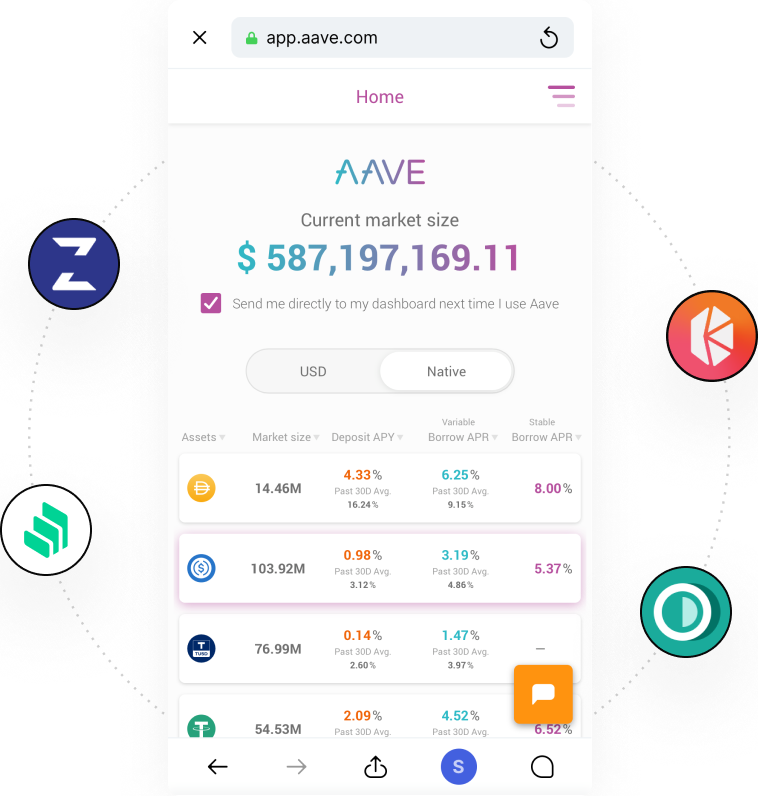 app.aave.com
Home
AAVE
Current market size
$ 587,197,169.11
Send me directly to my dashboard next time I use Aave
USD Native
Variable Stable
Assets Market size Deposit APY Borrow APR Borrow APR
14.46M 4.33% 6.25% 8.00%
Past 30D Avg. Past 30D Avg.
16.24% 9.15%
103.92M 0.98% 3.19% 5.37%
Past 30D Avg. Past 30D Avg.
3.12% 4.86%
TUSD 76.99M 0.14% 1.47% —
Past 30D Avg. Past 30D Avg.
2.60% 3.97%
54.53M 2.09% 4.52% 6.52%
Past 30D Avg. Past 30D Avg.
S